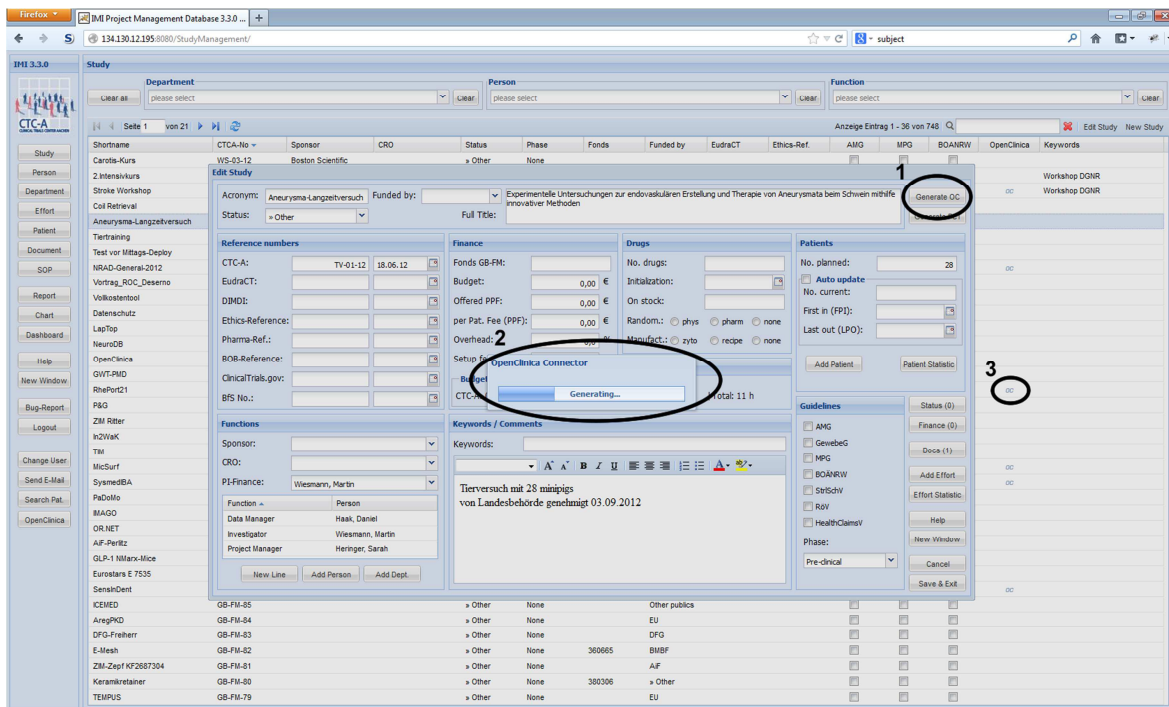 Firefox
IMI Project Management Database 3.3.0 ...
134.130.12.195:8080/StudyManagement/
subject
IMI 3.3.0
Study
Department
Person
Function
Clear all
please select
Clear
please select
Clear
please select
Clear
Seite 1 von 21
Anzeige Eintrag 1 - 36 von 748
Edit Study
New Study
CTC-A
CLINICAL TRIALS CENTER AACHEN
Shortname CTCA-No Sponsor CRO Status Phase Fonds Funded by EudraCT Ethics-Ref. AMG MPG BOANRW OpenClinica Keywords
Carotis-Kurs WS-03-12 Boston Scientific » Other None
2.Intensivkurs Workshop DGNR
Stroke Workshop oc Workshop DGNR
Coil Retrieval
Aneurysma-Langzeitversuch
Tiertraining
Test vor Mittags-Deploy
NRAD-General-2012 oc
Vortrag_ROC_Deserno
Vollkostentool
Datenschutz
LapTop
NeuroDB
OpenClinica
GWT-PMD
RhePort21 oc
P&G
ZIM Ritter
In2WaK
TIM
MicSurf oc
SysmedIBA oc
PaDoMo
IMAGO
OR.NET
AiF-Perlitz
GLP-1 NMarx-Mice
Eurostars E 7535
SensInDent oc
ICEMED GB-FM-85 » Other None Other publics
AregPKD GB-FM-84 » Other None EU
DFG-Freiherr GB-FM-83 » Other None DFG
E-Mesh GB-FM-82 » Other None 360665 BMBF
ZIM-Zepf KF2687304 GB-FM-81 » Other None AiF
Keramikretainer GB-FM-80 » Other None 380306 » Other
TEMPUS GB-FM-79 » Other None EU
Study
Person
Department
Effort
Patient
Document
SOP
Report
Chart
Dashboard
Help
New Window
Bug-Report
Logout
Change User
Send E-Mail
Search Pat.
OpenClinica
Edit Study
Acronym: Aneurysma-Langzeitversuch
Funded by:
Status: » Other
Full Title:
Experimentelle Untersuchungen zur endovaskulären Erstellung und Therapie von Aneurysmata beim Schwein mithilfe
innovativer Methoden
1
Generate OC
Reference numbers
CTC-A: TV-01-12 18.06.12
EudraCT:
DIMDI:
Ethics-Reference:
Pharma-Ref.:
BOB-Reference:
ClinicalTrials.gov:
BfS No.:
Finance
Fonds GB-FM:
Budget: 0,00 €
Offered PPF: 0,00 €
per Pat. Fee (PPF): 0,00 €
Overhead: %
Drugs
No. drugs:
Initialization:
On stock:
Random.: phys pharm none
Manufact.: zyto recipe none
Total: 11 h
2
OpenClinica Connector
Generating...
Patients
No. planned: 28
Auto update
No. current:
First in (FPI):
Last out (LPO):
Add Patient
Patient Statistic
3
Functions
Sponsor:
CRO:
PI-Finance: Wiesmann, Martin
Function Person
Data Manager Haak, Daniel
Investigator Wiesmann, Martin
Project Manager Heringer, Sarah
New Line
Add Person
Add Dept.
Keywords / Comments
Keywords:
Tierversuch mit 28 minipigs
von Landesbehörde genehmigt 03.09.2012
Guidelines
AMG
GewebeG
MPG
BOÄNRW
StrlSchV
RöV
HealthClaimsV
Phase:
Pre-clinical
Status (0)
Finance (0)
Docs (1)
Add Effort
Effort Statistic
Help
New Window
Cancel
Save & Exit